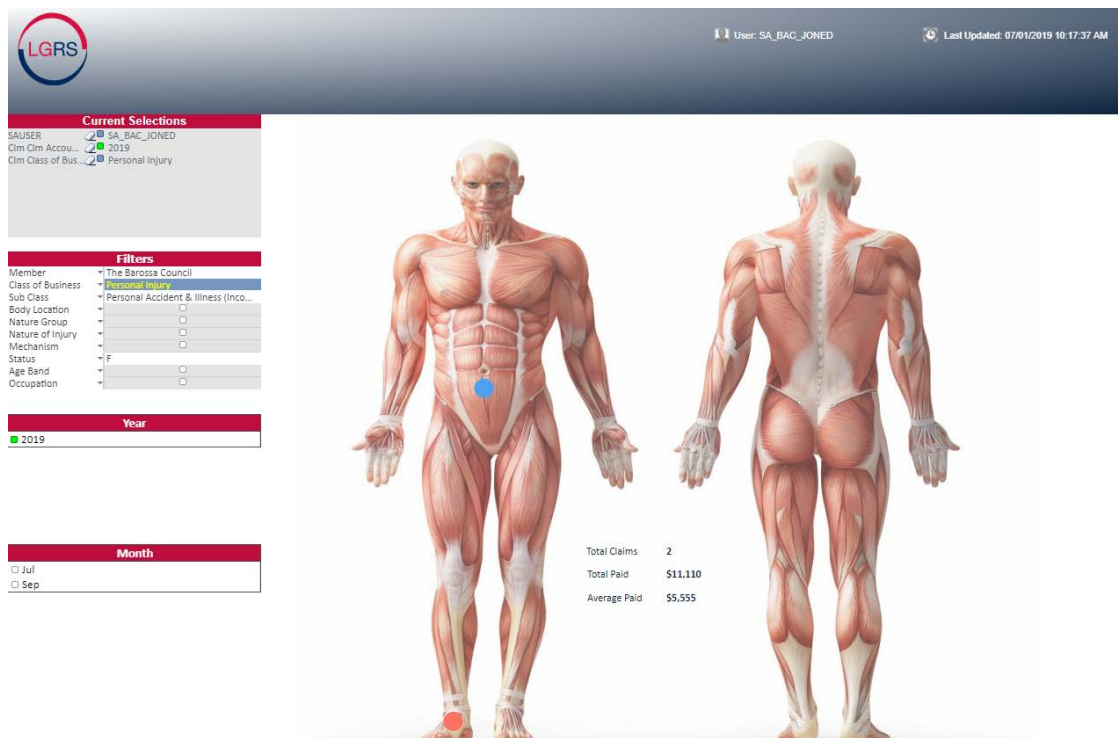 LGRS
User: SA_BAC_JONED
Last Updated: 07/01/2019 10:17:37 AM
Current Selections
SAUSER SA_BAC_JONED
Clm Clm Accou... 2019
Clm Class of Bus... Personal Injury
Filters
Member The Barossa Council
Class of Business Personal Injury
Sub Class Personal Accident & Illness (Inco...
Body Location
Nature Group
Nature of Injury
Mechanism
Status F
Age Band
Occupation
Year
2019
Month
Jul
Sep
Total Claims 2
Total Paid $11,110
Average Paid $5,555